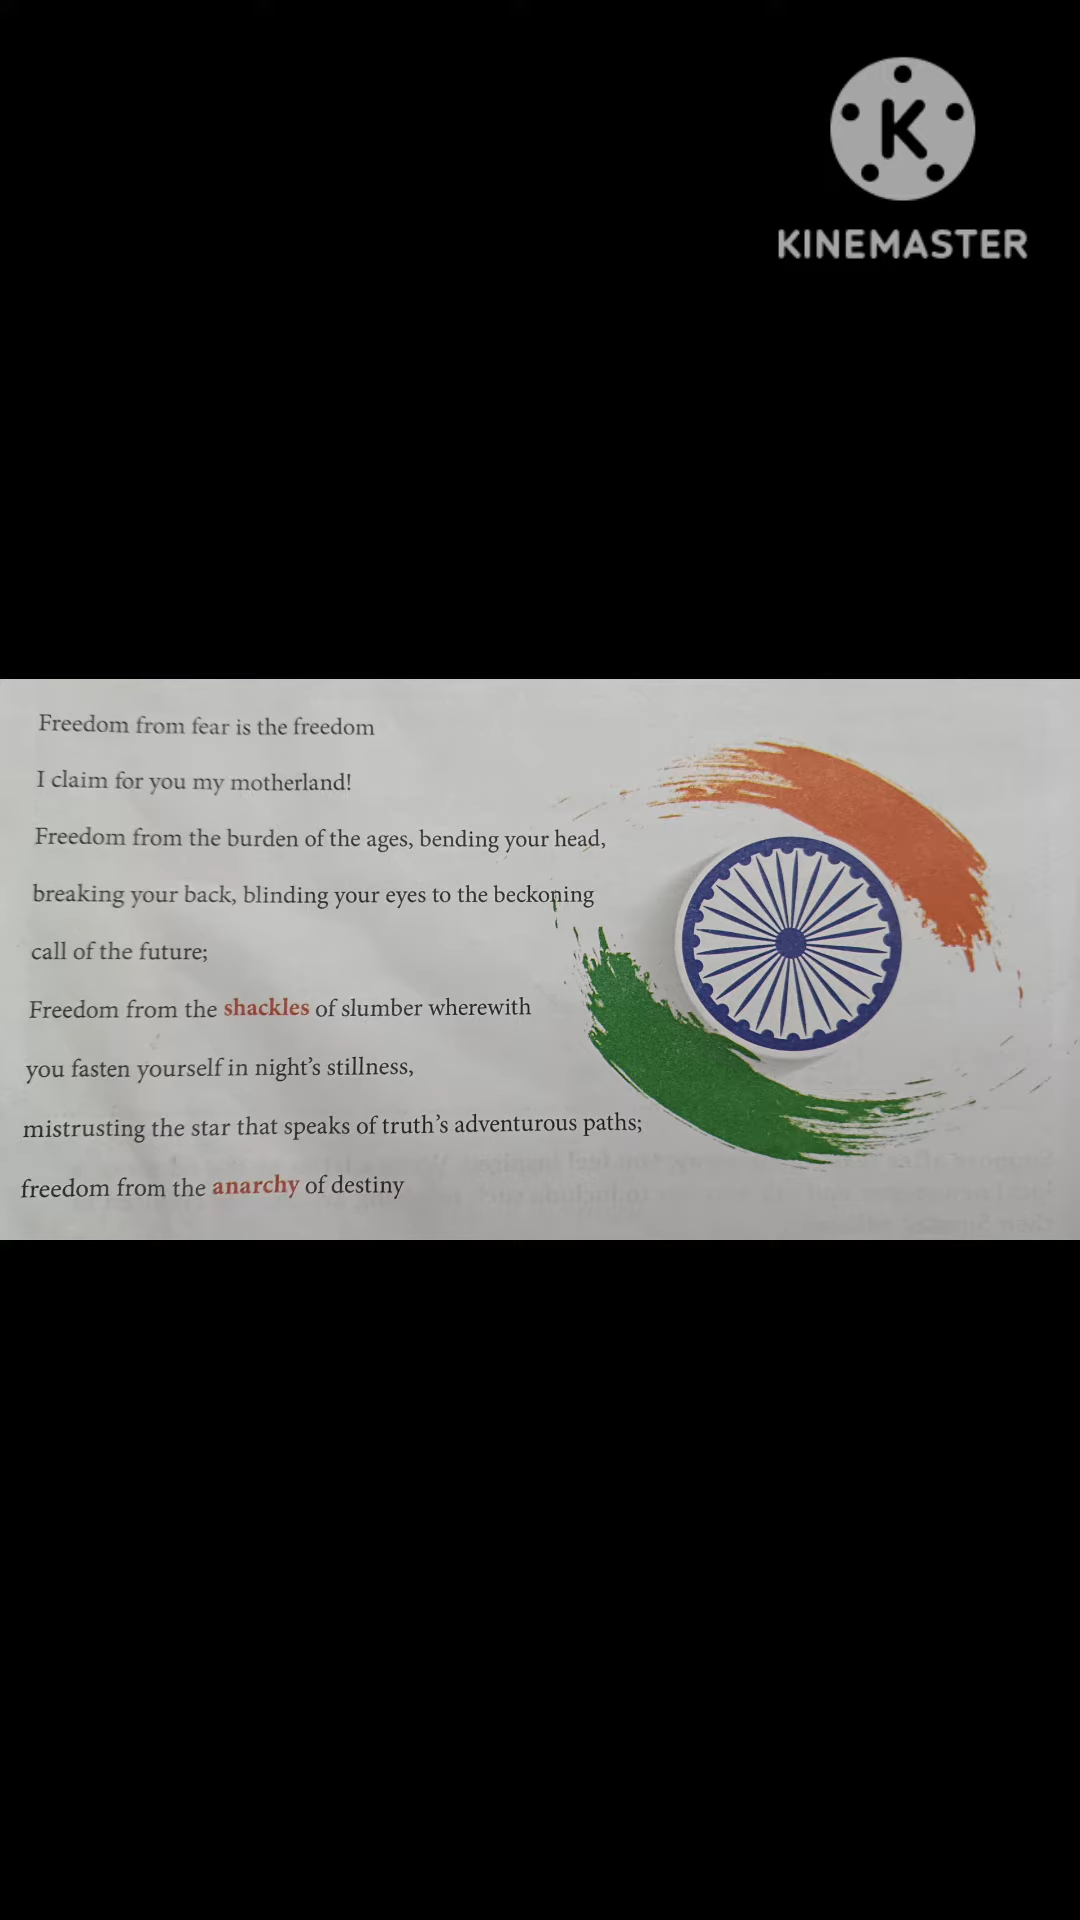 K
KINEMASTER
Freedom from fear is the freedom
I claim for you my motherland!
Freedom from the burden of the ages, bending your head,
breaking your back, blinding your eyes to the beckoning
call of the future;
Freedom from the shackles of slumber wherewith
you fasten yourself in night's stillness,
mistrusting the star that speaks of truth's adventurous paths;
freedom from the anarchy of destiny